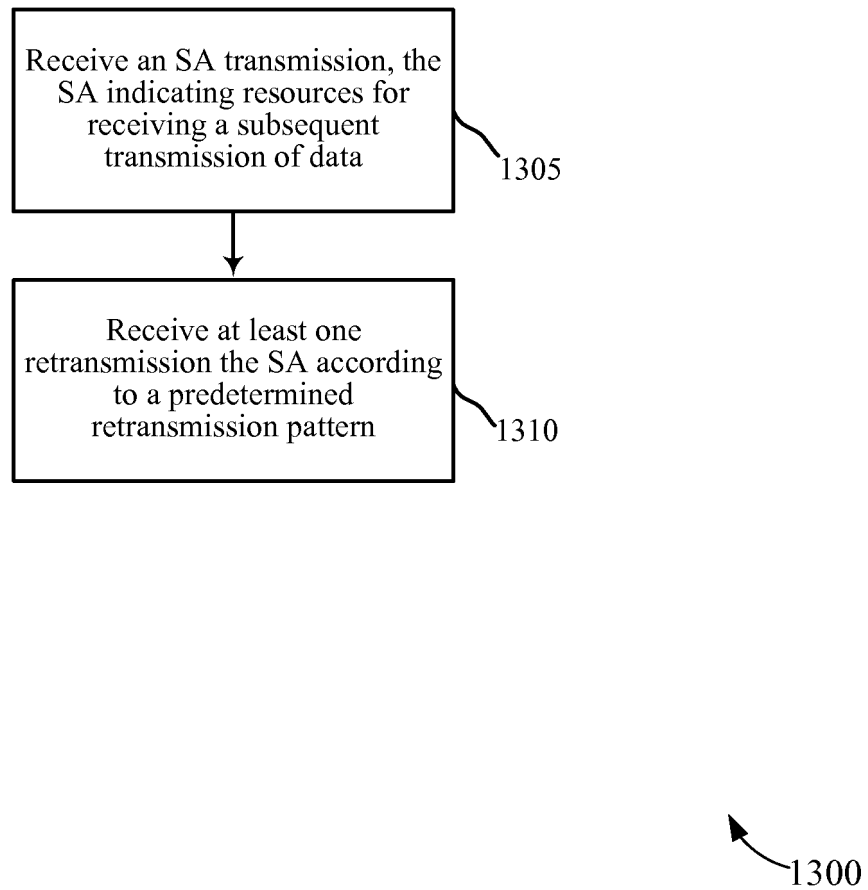 Receive an SA transmission, the
SA indicating resources for
receiving a subsequent
transmission of data
1305
Receive at least one
retransmission the SA according
to a predetermined
retransmission pattern
1310
1300